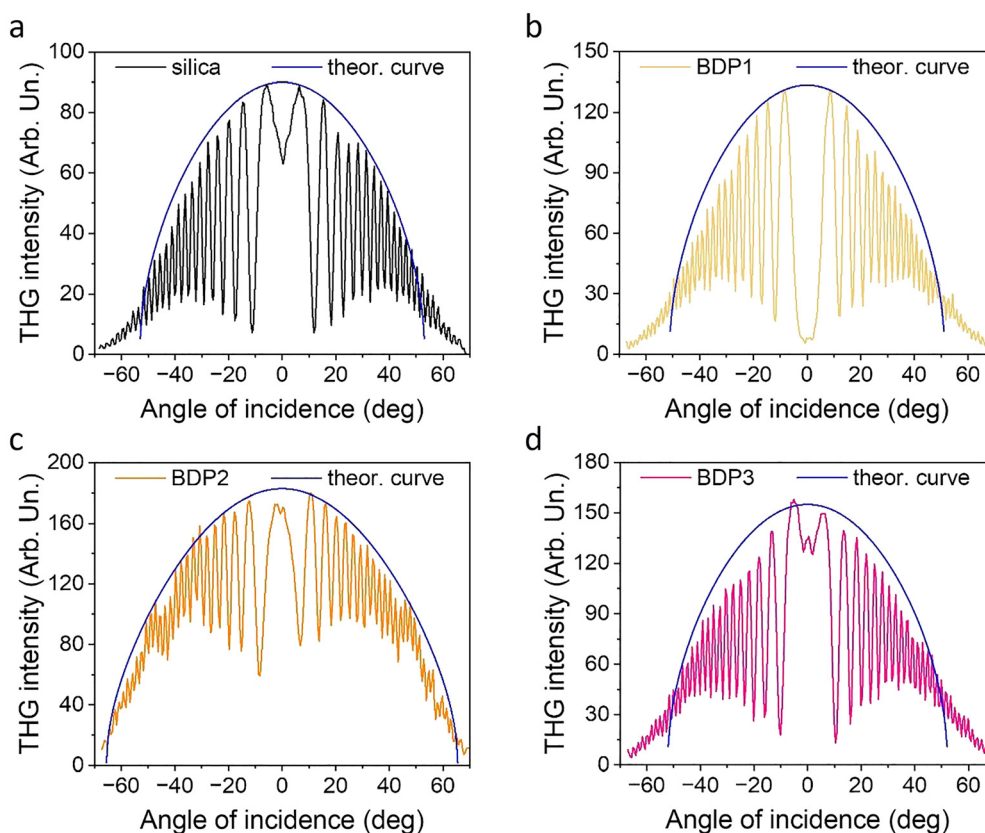 a
silica theor. curve
THG intensity (Arb. Un.)
100
80
60
40
20
0
−60 −40 −20 0 20 40 60
Angle of incidence (deg)
b
BDP1 theor. curve
THG intensity (Arb. Un.)
150
120
90
60
30
0
−60 −40 −20 0 20 40 60
Angle of incidence (deg)
c
BDP2 theor. curve
THG intensity (Arb. Un.)
200
160
120
80
40
0
−60 −40 −20 0 20 40 60
Angle of incidence (deg)
d
BDP3 theor. curve
THG intensity (Arb. Un.)
180
150
120
90
60
30
0
−60 −40 −20 0 20 40 60
Angle of incidence (deg)